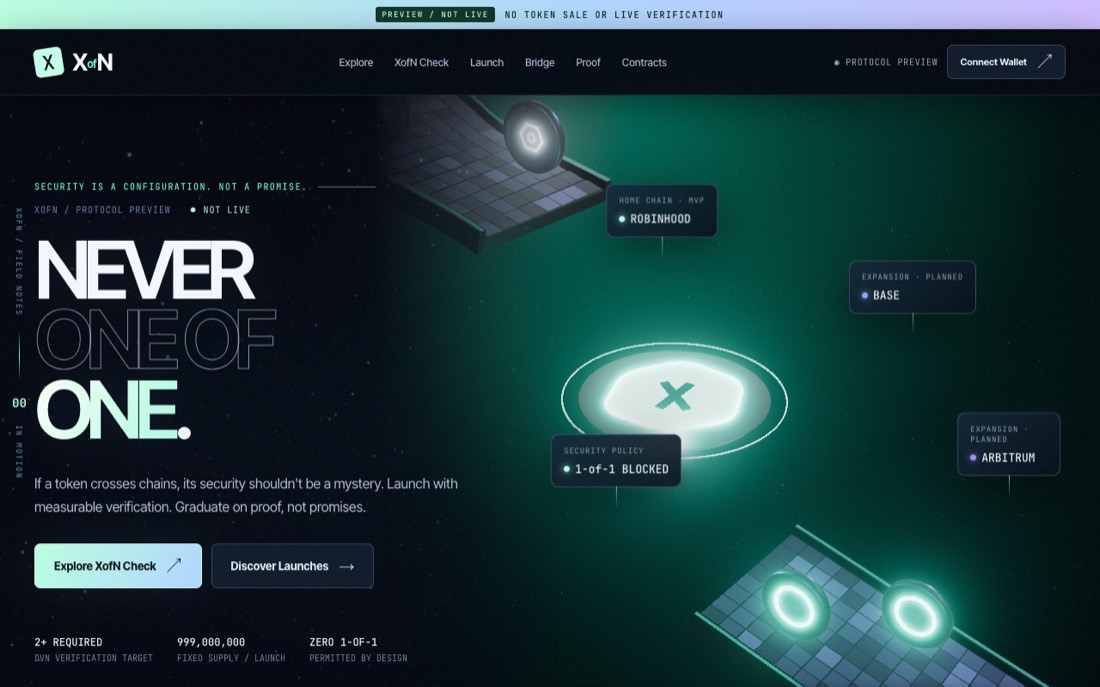 PREVIEW / NOT LIVE NO TOKEN SALE OR LIVE VERIFICATION
X XofN Explore XofN Check Launch Bridge Proof Contracts PROTOCOL PREVIEW Connect Wallet
SECURITY IS A CONFIGURATION. NOT A PROMISE.
XOFN / PROTOCOL PREVIEW NOT LIVE
NEVER
ONE OF
ONE.
If a token crosses chains, its security shouldn't be a mystery. Launch with
measurable verification. Graduate on proof, not promises.
Explore XofN Check Discover Launches
2+ REQUIRED
DVN VERIFICATION TARGET
999,000,000
FIXED SUPPLY / LAUNCH
ZERO 1-OF-1
PERMITTED BY DESIGN
XOFN / FIELD NOTES
00
IN MOTION
HOME CHAIN · MVP
ROBINHOOD
EXPANSION · PLANNED
BASE
SECURITY POLICY
1-of-1 BLOCKED
EXPANSION ·
PLANNED
ARBITRUM
X